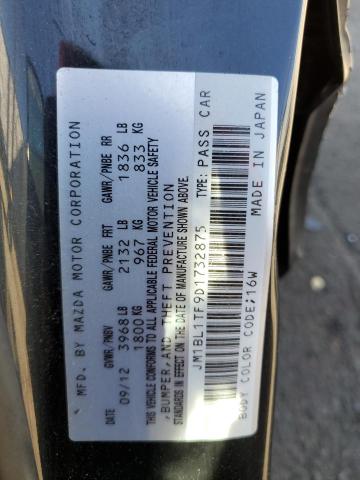 MFD. BY MAZDA MOTOR CORPORATION
GVWR/PNBV GAWR/PNBE FRT GAWR/PNBE RR
09/12 3968 LB 2132 LB 1836 LB
1800 KG 967 KG 833 KG
THIS VEHICLE CONFORMS TO ALL APPLICABLE FEDERAL MOTOR VEHICLE SAFETY
, BUMPER, AND THEFT PREVENTION
STANDARDS IN EFFECT ON THE DATE OF MANUFACTURE SHOWN ABOVE.
JM1BL1TF9D1732875 TYPE: PASS CAR
BODY COLOR CODE;16W MADE IN JAPAN